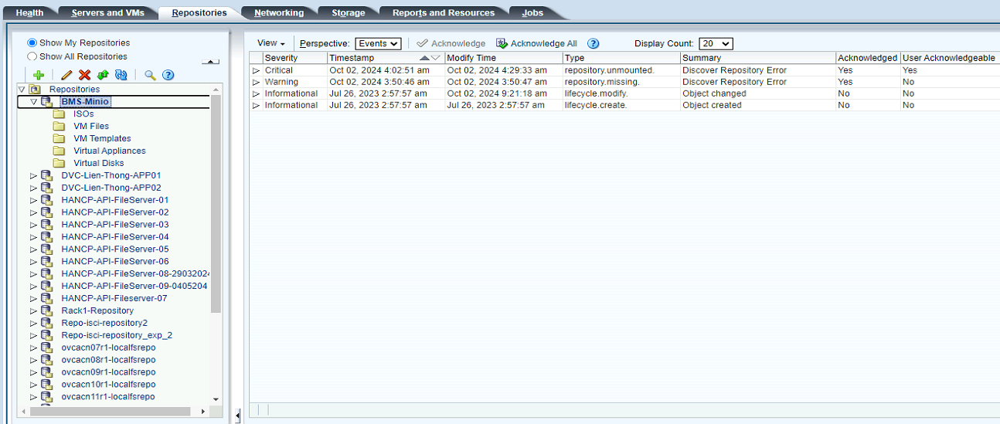 Health Servers and VMs Repositories Networking Storage Reports and Resources Jobs
Show My Repositories
Show All Repositories
View Perspective: Events Acknowledge Acknowledge All Display Count: 20
Repositories
BMS-Minio
ISOs
VM Files
VM Templates
Virtual Appliances
Virtual Disks
DVC-Lien-Thong-APP01
DVC-Lien-Thong-APP02
HANCP-API-FileServer-01
HANCP-API-FileServer-02
HANCP-API-FileServer-03
HANCP-API-FileServer-04
HANCP-API-FileServer-05
HANCP-API-FileServer-06
HANCP-API-FileServer-08-29032024
HANCP-API-FileServer-09-0405204
HANCP-API-Fileserver-07
Rack1-Repository
Repo-isci-repository2
Repo-isci-repository_exp_2
ovcacn07r1-localfsrepo
ovcacn08r1-localfsrepo
ovcacn09r1-localfsrepo
ovcacn10r1-localfsrepo
ovcacn11r1-localfsrepo
Severity Timestamp Modify Time Type Summary Acknowledged User Acknowledgeable
Critical Oct 02, 2024 4:02:51 am Oct 02, 2024 4:29:33 am repository.unmounted. Discover Repository Error Yes Yes
Warning Oct 02, 2024 3:50:46 am Oct 02, 2024 3:50:47 am repository.missing. Discover Repository Error Yes No
Informational Jul 26, 2023 2:57:57 am Oct 02, 2024 9:21:18 am lifecycle.modify. Object changed No No
Informational Jul 26, 2023 2:57:57 am Jul 26, 2023 2:57:57 am lifecycle.create. Object created No No